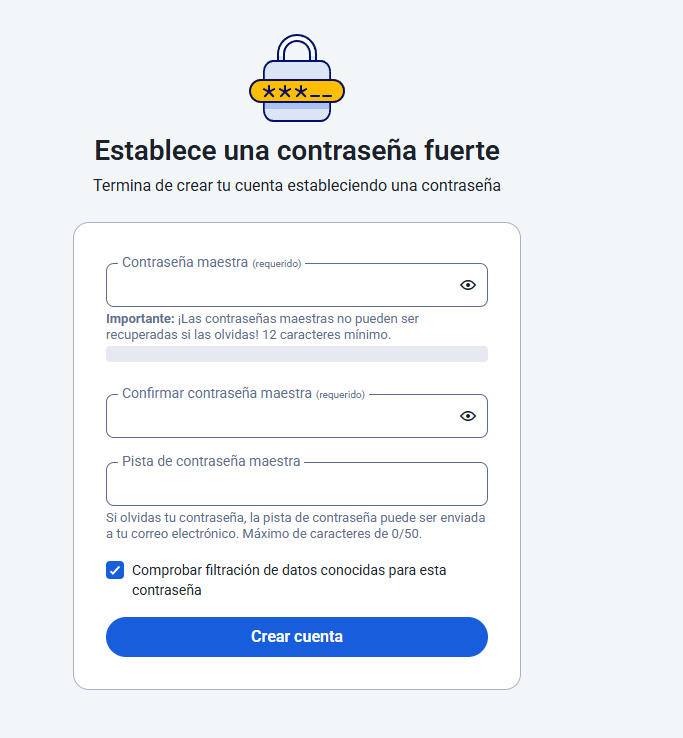 ***__
Establece una contraseña fuerte
Termina de crear tu cuenta estableciendo una contraseña
Contraseña maestra (requerido)
Importante: ¡Las contraseñas maestras no pueden ser
recuperadas si las olvidas! 12 caracteres mínimo.
Confirmar contraseña maestra (requerido)
Pista de contraseña maestra
Si olvidas tu contraseña, la pista de contraseña puede ser enviada
a tu correo electrónico. Máximo de caracteres de 0/50.
Comprobar filtración de datos conocidas para esta
contraseña
Crear cuenta